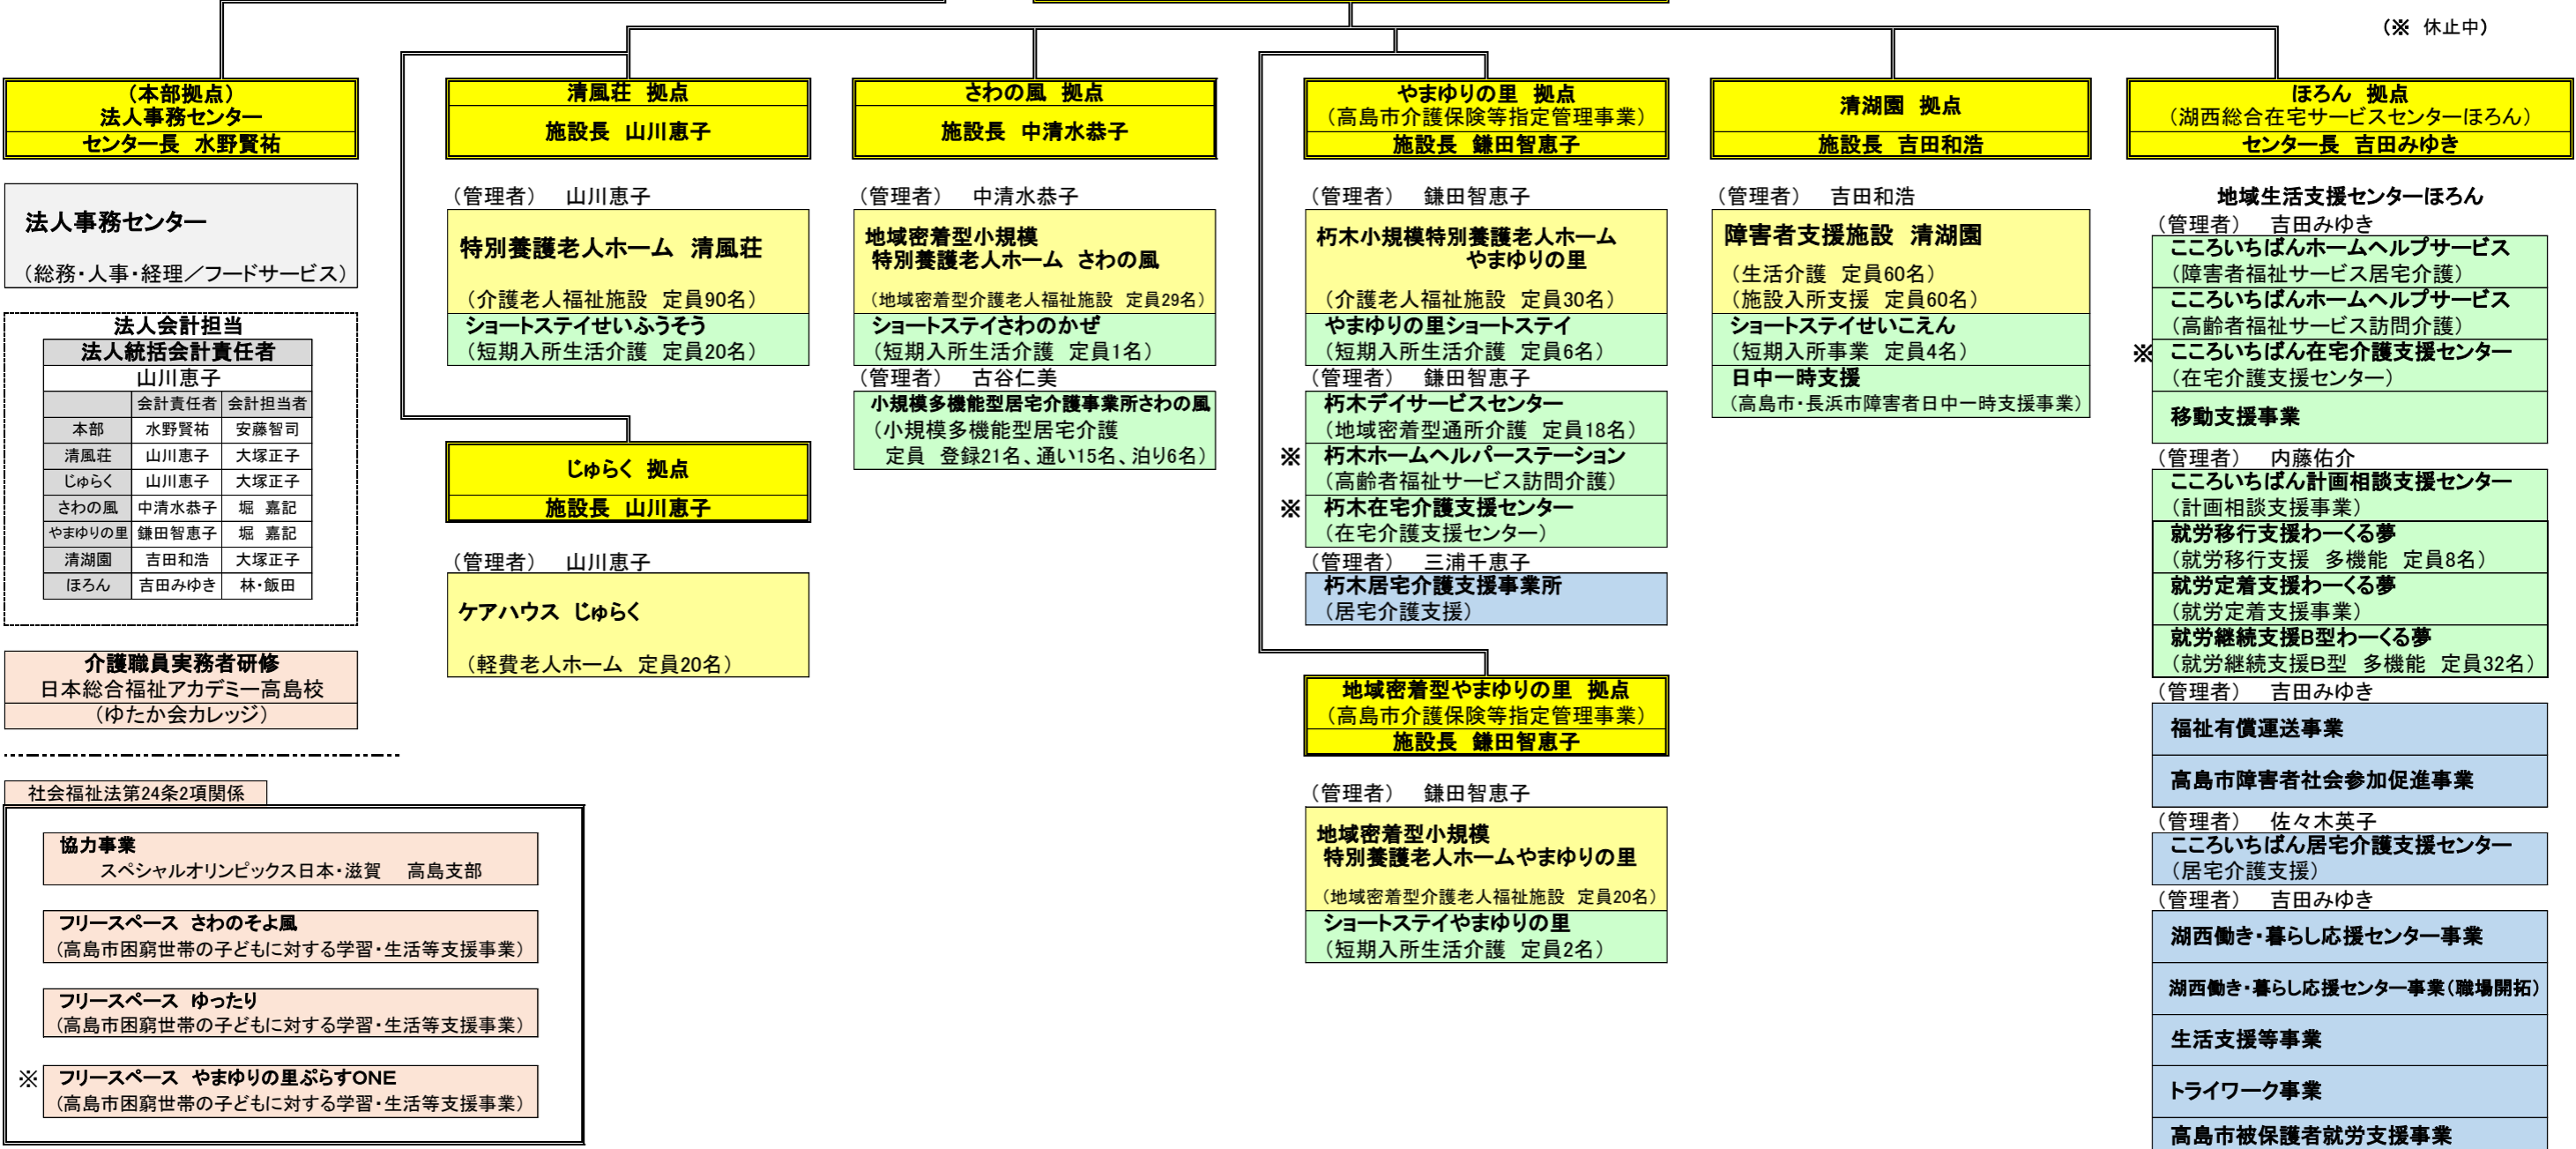 (※ 休止中)
(本部拠点)
法人事務センター
センター長 水野賢祐
法人事務センター
(総務・人事・経理／フードサービス)
法人会計担当
法人統括会計責任者
山川恵子
会計責任者 会計担当者
本部 水野賢祐 安藤智司
清風荘 山川恵子 大塚正子
じゅらく 山川恵子 大塚正子
さわの風 中清水恭子 堀 嘉記
やまゆりの里 鎌田智恵子 堀 嘉記
清湖園 吉田和浩 大塚正子
ほろん 吉田みゆき 林・飯田
介護職員実務者研修
日本総合福祉アカデミー高島校
(ゆたか会カレッジ)
社会福祉法第24条2項関係
協力事業
スペシャルオリンピックス日本・滋賀 高島支部
フリースペース さわのそよ風
(高島市困窮世帯の子どもに対する学習・生活等支援事業)
フリースペース ゆったり
(高島市困窮世帯の子どもに対する学習・生活等支援事業)
※ フリースペース やまゆりの里ぷらすONE
(高島市困窮世帯の子どもに対する学習・生活等支援事業)
清風荘 拠点
施設長 山川恵子
(管理者) 山川恵子
特別養護老人ホーム 清風荘
(介護老人福祉施設 定員90名)
ショートステイせいふうそう
(短期入所生活介護 定員20名)
じゅらく 拠点
施設長 山川恵子
(管理者) 山川恵子
ケアハウス じゅらく
(軽費老人ホーム 定員20名)
さわの風 拠点
施設長 中清水恭子
(管理者) 中清水恭子
地域密着型小規模
特別養護老人ホーム さわの風
(地域密着型介護老人福祉施設 定員29名)
ショートステイさわのかぜ
(短期入所生活介護 定員1名)
(管理者) 古谷仁美
小規模多機能型居宅介護事業所さわの風
(小規模多機能型居宅介護
定員 登録21名、通い15名、泊り6名)
やまゆりの里 拠点
(高島市介護保険等指定管理事業)
施設長 鎌田智恵子
(管理者) 鎌田智恵子
朽木小規模特別養護老人ホーム
やまゆりの里
(介護老人福祉施設 定員30名)
やまゆりの里ショートステイ
(短期入所生活介護 定員6名)
(管理者) 鎌田智恵子
朽木デイサービスセンター
(地域密着型通所介護 定員18名)
※ 朽木ホームヘルパーステーション
(高齢者福祉サービス訪問介護)
※ 朽木在宅介護支援センター
(在宅介護支援センター)
(管理者) 三浦千恵子
朽木居宅介護支援事業所
(居宅介護支援)
地域密着型やまゆりの里 拠点
(高島市介護保険等指定管理事業)
施設長 鎌田智恵子
(管理者) 鎌田智恵子
地域密着型小規模
特別養護老人ホームやまゆりの里
(地域密着型介護老人福祉施設 定員20名)
ショートステイやまゆりの里
(短期入所生活介護 定員2名)
清湖園 拠点
施設長 吉田和浩
(管理者) 吉田和浩
障害者支援施設 清湖園
(生活介護 定員60名)
(施設入所支援 定員60名)
ショートステイせいこえん
(短期入所事業 定員4名)
日中一時支援
(高島市・長浜市障害者日中一時支援事業)
ほろん 拠点
(湖西総合在宅サービスセンターほろん)
センター長 吉田みゆき
地域生活支援センターほろん
(管理者) 吉田みゆき
こころいちばんホームヘルプサービス
(障害者福祉サービス居宅介護)
こころいちばんホームヘルプサービス
(高齢者福祉サービス訪問介護)
※ こころいちばん在宅介護支援センター
(在宅介護支援センター)
移動支援事業
(管理者) 内藤佑介
こころいちばん計画相談支援センター
(計画相談支援事業)
就労移行支援わーくる夢
(就労移行支援 多機能 定員8名)
就労定着支援わーくる夢
(就労定着支援事業)
就労継続支援B型わーくる夢
(就労継続支援B型 多機能 定員32名)
(管理者) 吉田みゆき
福祉有償運送事業
高島市障害者社会参加促進事業
(管理者) 佐々木英子
こころいちばん居宅介護支援センター
(居宅介護支援)
(管理者) 吉田みゆき
湖西働き・暮らし応援センター事業
湖西働き・暮らし応援センター事業(職場開拓)
生活支援等事業
トライワーク事業
高島市被保護者就労支援事業